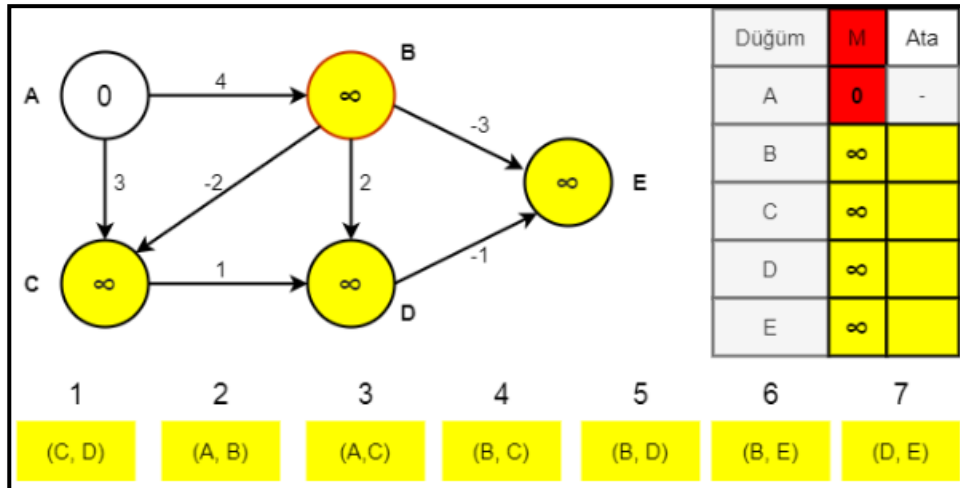 Düğüm M Ata
A 0 -
B ∞
C ∞
D ∞
E ∞
B
A 0 4 ∞
-3
3 -2 2 ∞ E
C ∞ 1 ∞ -1
D
1 2 3 4 5 6 7
(C, D) (A, B) (A,C) (B, C) (B, D) (B, E) (D, E)